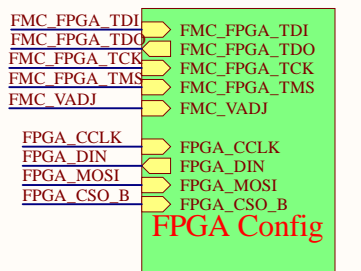 FMC_FPGA_TDI FMC_FPGA_TDI
FMC_FPGA_TDO FMC_FPGA_TDO
FMC_FPGA_TCK FMC_FPGA_TCK
FMC_FPGA_TMS FMC_FPGA_TMS
FMC_VADJ FMC_VADJ
FPGA_CCLK FPGA_CCLK
FPGA_DIN FPGA_DIN
FPGA_MOSI FPGA_MOSI
FPGA_CSO_B FPGA_CSO_B
FPGA Config